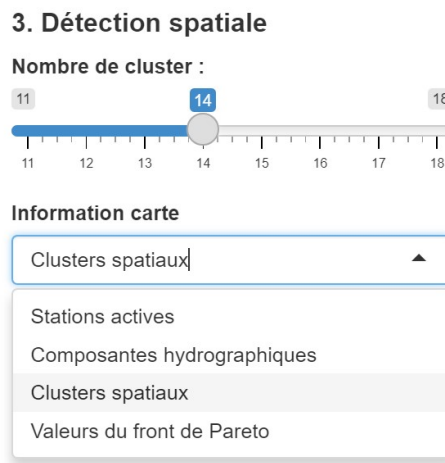 3. Détection spatiale
Nombre de cluster :
11 14 18
11 12 13 14 15 16 17 18
Information carte
Clusters spatiaux
Stations actives
Composantes hydrographiques
Clusters spatiaux
Valeurs du front de Pareto